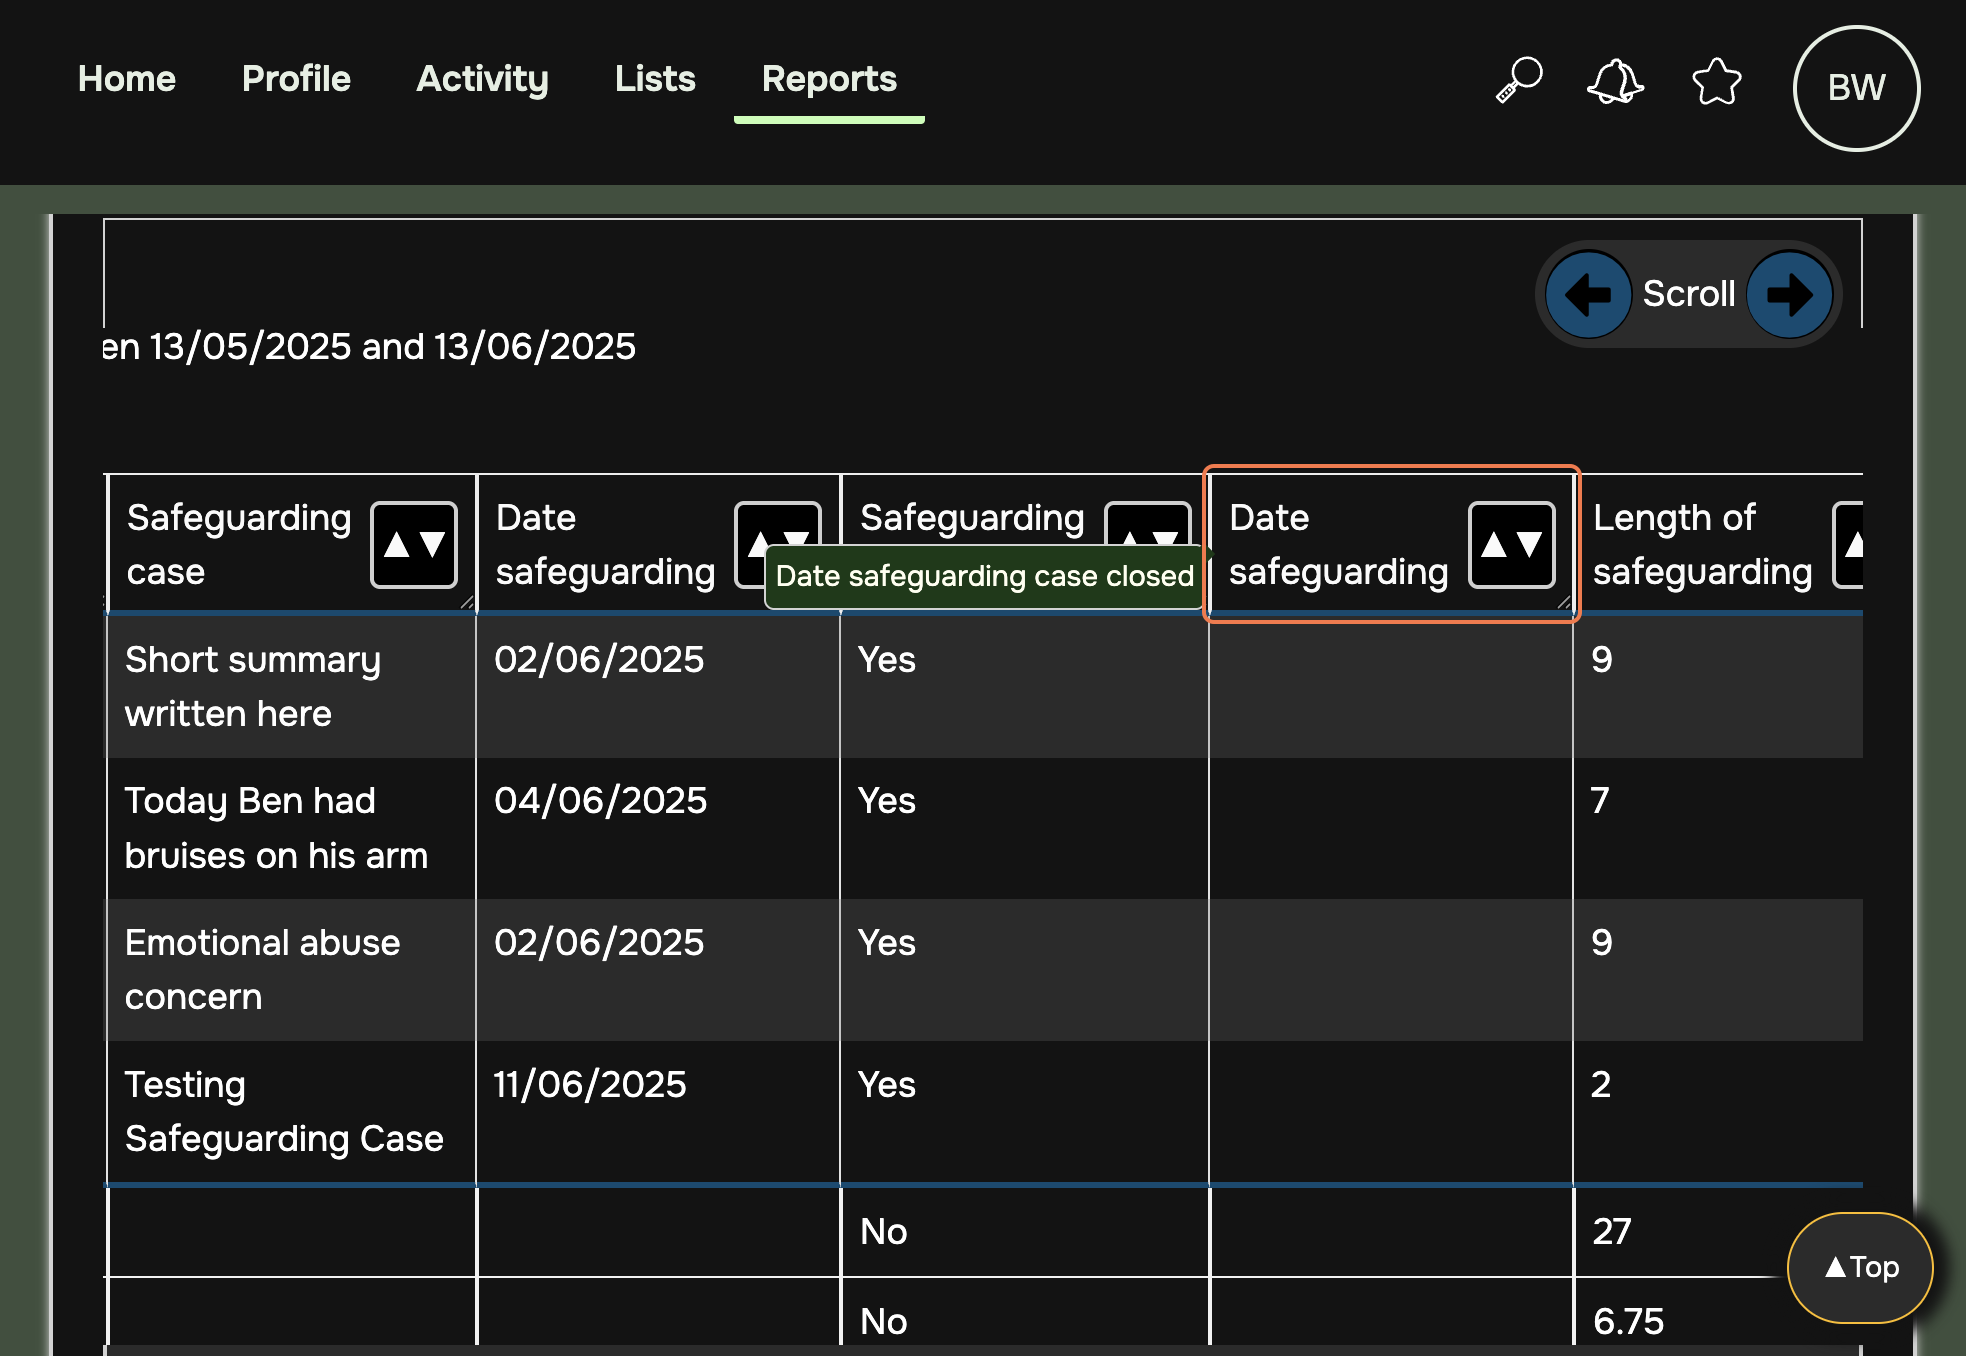 Home Profile Activity Lists Reports BW
Scroll
en 13/05/2025 and 13/06/2025
Safeguarding case
Date safeguarding
Safeguarding
Date safeguarding
Length of safeguarding
Date safeguarding case closed
Short summary written here 02/06/2025 Yes 9
Today Ben had bruises on his arm 04/06/2025 Yes 7
Emotional abuse concern 02/06/2025 Yes 9
Testing Safeguarding Case 11/06/2025 Yes 2
No 27
No 6.75
▲Top